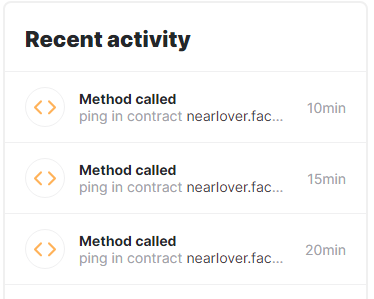 Recent activity
Method called
10min
ping in contract nearlover.fac...
Method called
15min
ping in contract nearlover.fac...
Method called
20min
ping in contract nearlover.fac...